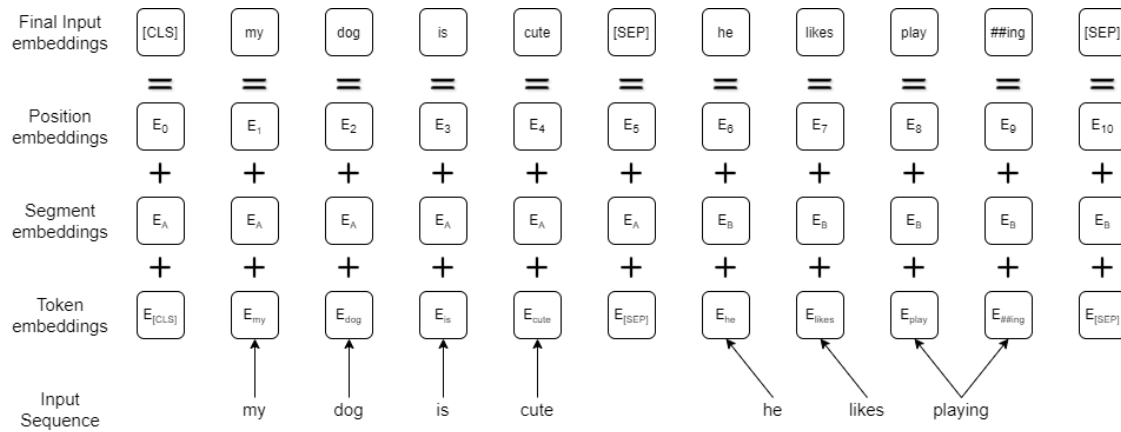 Final Input embeddings [CLS] my dog is cute [SEP] he likes play ##ing [SEP]
= = = = = = = = = = =
Position embeddings E0 E1 E2 E3 E4 E5 E6 E7 E8 E9 E10
+ + + + + + + + + + +
Segment embeddings EA EA EA EA EA EA EB EB EB EB EB
+ + + + + + + + + + +
Token embeddings E[CLS] Emy Edog Eis Ecute E[SEP] Ehe Elikes Eplay E##ing E[SEP]
Input Sequence my dog is cute he likes playing